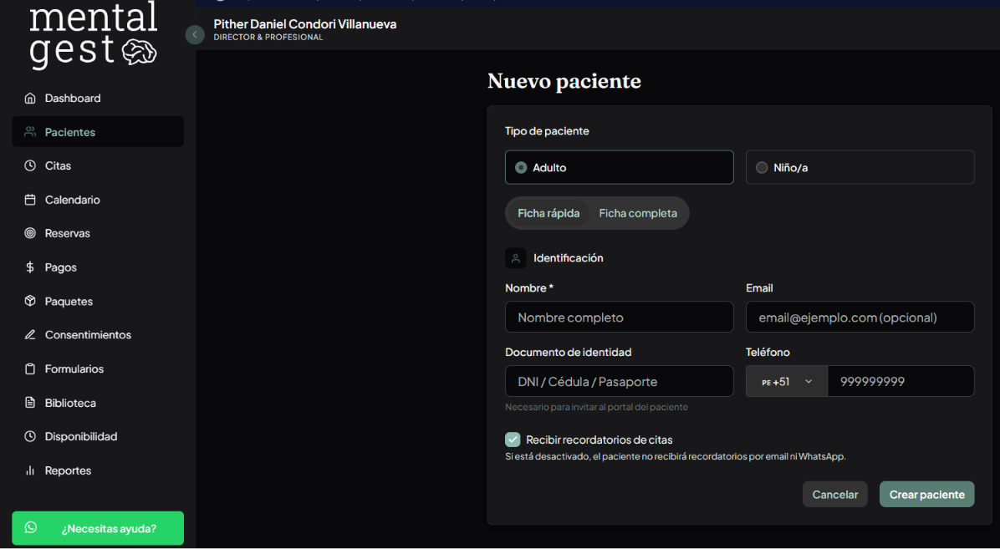 mental
gest
Pither Daniel Condori Villanueva
DIRECTOR & PROFESIONAL
Dashboard
Pacientes
Citas
Calendario
Reservas
Pagos
Paquetes
Consentimientos
Formularios
Biblioteca
Disponibilidad
Reportes
¿Necesitas ayuda?
Nuevo paciente
Tipo de paciente
Adulto
Niño/a
Ficha rápida
Ficha completa
Identificación
Nombre *
Email
Nombre completo
email@ejemplo.com (opcional)
Documento de identidad
Teléfono
DNI / Cédula / Pasaporte
PE +51
999999999
Necesario para invitar al portal del paciente
Recibir recordatorios de citas
Si está desactivado, el paciente no recibirá recordatorios por email ni WhatsApp.
Cancelar
Crear paciente